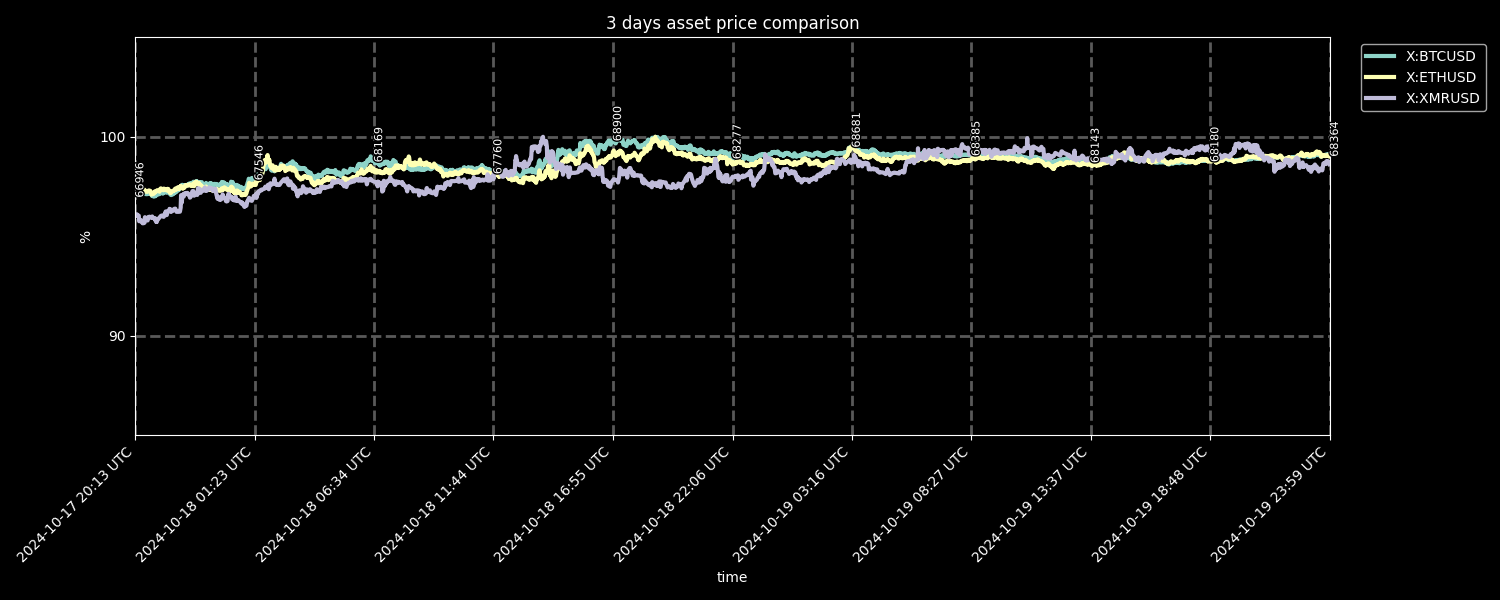 3 days asset price comparison
X:BTCUSD
X:ETHUSD
X:XMRUSD
100
90
%
66946
67546
68169
67760
68900
68277
68681
68385
68143
68180
68364
2024-10-17 20:13 UTC
2024-10-18 01:23 UTC
2024-10-18 06:34 UTC
2024-10-18 11:44 UTC
2024-10-18 16:55 UTC
2024-10-18 22:06 UTC
2024-10-19 03:16 UTC
2024-10-19 08:27 UTC
2024-10-19 13:37 UTC
2024-10-19 18:48 UTC
2024-10-19 23:59 UTC
time